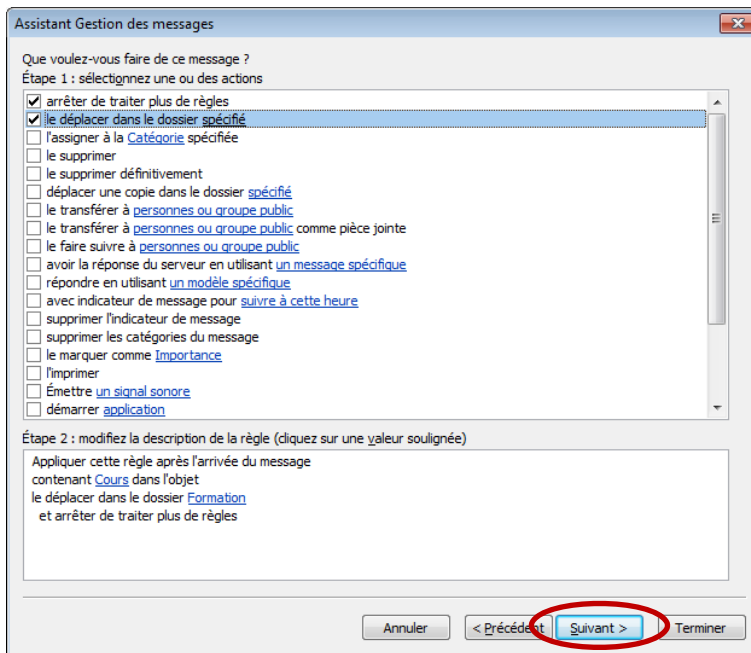 Assistant Gestion des messages
Que voulez-vous faire de ce message ?
Étape 1 : sélectionnez une ou des actions
arrêter de traiter plus de règles
le déplacer dans le dossier spécifié
l'assigner à la Catégorie spécifiée
le supprimer
le supprimer définitivement
déplacer une copie dans le dossier spécifié
le transférer à personnes ou groupe public
le transférer à personnes ou groupe public comme pièce jointe
le faire suivre à personnes ou groupe public
avoir la réponse du serveur en utilisant un message spécifique
répondre en utilisant un modèle spécifique
avec indicateur de message pour suivre à cette heure
supprimer l'indicateur de message
supprimer les catégories du message
le marquer comme Importance
l'imprimer
Émettre un signal sonore
démarrer application
Étape 2 : modifiez la description de la règle (cliquez sur une valeur soulignée)
Appliquer cette règle après l'arrivée du message
contenant Cours dans l'objet
le déplacer dans le dossier Formation
et arrêter de traiter plus de règles
Annuler < Précédent Suivant > Terminer